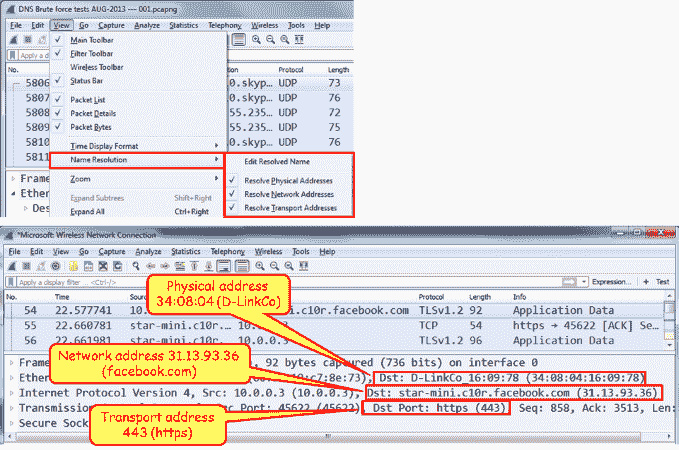 DNS Brute force tests AUG-2013 --- 001.pcapng
File Edit View Go Capture Analyze Statistics Telephony Wireless Tools Help
Main Toolbar
Filter Toolbar
Wireless Toolbar
Status Bar
Packet List
Packet Details
Packet Bytes
Time Display Format
Name Resolution
Zoom
Expand Subtrees Shift+Right
Expand All Ctrl+Right
Edit Resolved Name
Resolve Physical Addresses
Resolve Network Addresses
Resolve Transport Addresses
Apply a disp
No. Protocol Length
5806 0.skyp... UDP 73
5807 0.skyp... UDP 76
5808 55.235... UDP 72
5809 55.235... UDP 72
5810 0.skyp... UDP 76
5811
Frame
Ethern
Des
*Microsoft: Wireless Network Connection
File Edit View Go Capture Analyze Statistics Telephony Wireless Tools Help
Apply a display filter ... <Ctrl-/> Expression... + Test
No. Time Sour Protocol Length Info
54 22.577741 10.0. c10r.facebook.com TLSv1.2 92 Application Data
55 22.660781 star-mini.c10r.… 10.0.0.3 TCP 54 https → 45622 [ACK] Se…
56 22.661981 star-mini.c10r.… 10.0.0.3 TLSv1.2 96 Application Data
Physical address
34:08:04 (D-LinkCo)
Network address 31.13.93.36
(facebook.com)
Transport address
443 (https)
Frame , 92 bytes captured (736 bits) on interface 0
Ethern :c7:8e:73), Dst: D-LinkCo_16:09:78 (34:08:04:16:09:78)
Internet Protocol Version 4, Src: 10.0.0.3 (10.0.0.3), Dst: star-mini.c10r.facebook.com (31.13.93.36)
Transmission Port: 45622 (45622), Dst Port: https (443) Seq: 858, Ack: 3513, Len:
Secure Sock